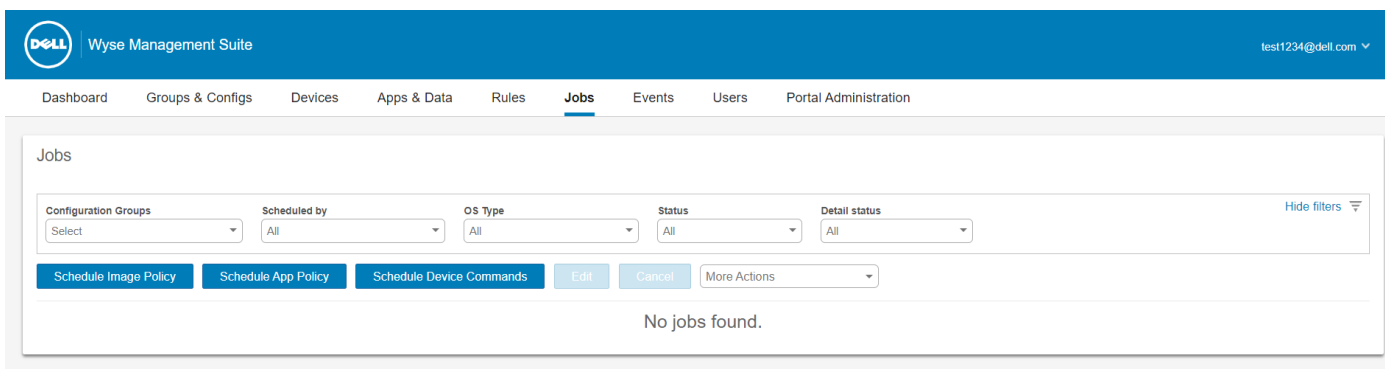 DELL Wyse Management Suite test1234@dell.com
Dashboard Groups & Configs Devices Apps & Data Rules Jobs Events Users Portal Administration
Jobs
Configuration Groups Scheduled by OS Type Status Detail status Hide filters
Select All All All All
Schedule Image Policy Schedule App Policy Schedule Device Commands Edit Cancel More Actions
No jobs found.